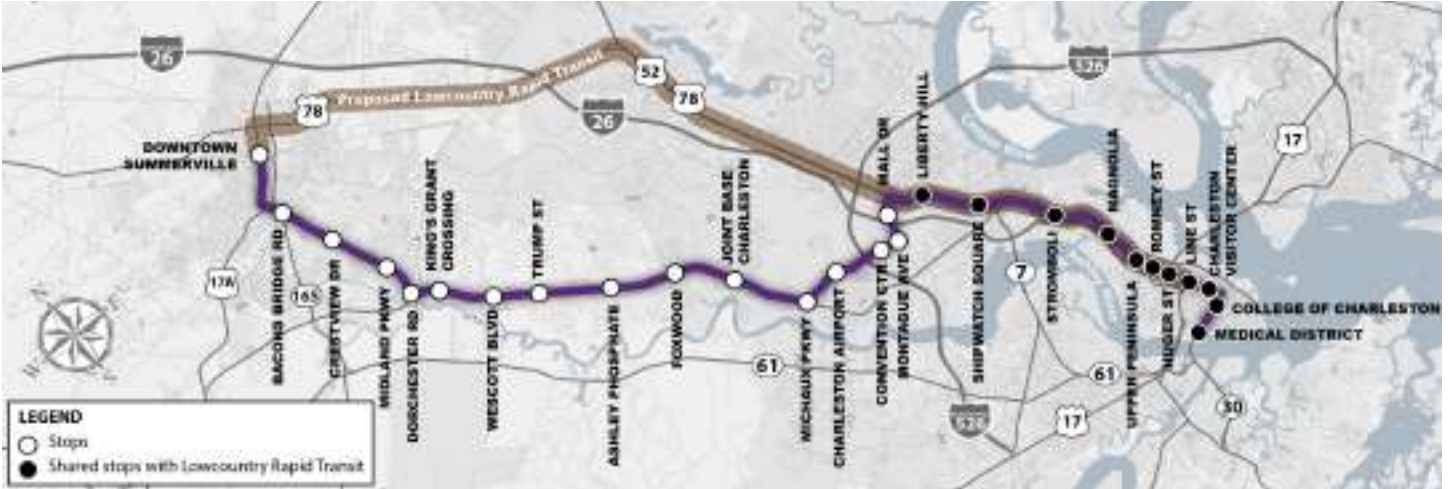 26
52
78
526
78
Proposed Lowcountry Rapid Transit
26
17
DOWNTOWN
SUMMERVILLE
BACONS BRIDGE RD
CRESTVIEW DR
MIDLAND PKWY
DORCHESTER RD
KING'S GRANT
CROSSING
WESCOTT BLVD
TRUMP ST
ASHLEY PHOSPHATE
FOXWOOD
JOINT BASE
CHARLESTON
MICHAUX PKWY
CHARLESTON AIRPORT
CONVENTION CTR
MONTAGUE AVE
MALL DR
LIBERTY HILL
SHIPWATCH SQUARE
STROMBOLI
MAGNOLIA
UPPER PENINSULA
ROMNEY ST
HUGER ST
LINE ST
CHARLESTON
VISITOR CENTER
COLLEGE OF CHARLESTON
MEDICAL DISTRICT
17A
165
7
61
61
17
526
30
N
E
S
W
LEGEND
Stops
Shared stops with Lowcountry Rapid Transit